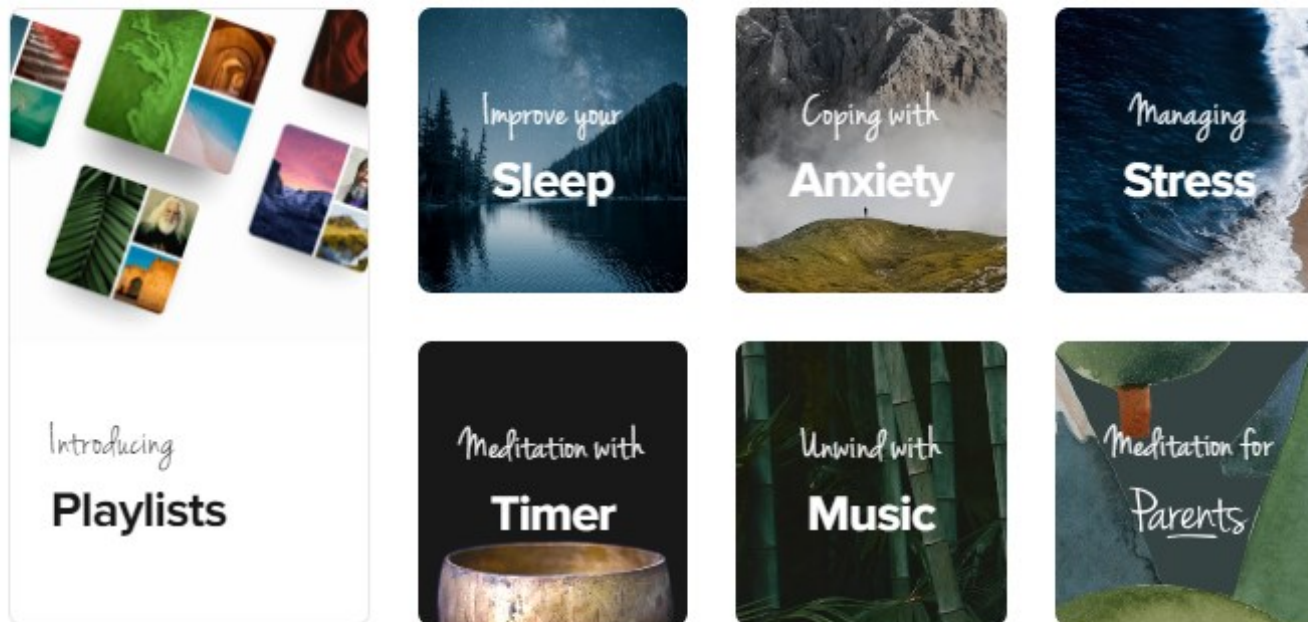 Introducing
Playlists
Improve your
Sleep
Coping with
Anxiety
Managing
Stress
Meditation with
Timer
Unwind with
Music
Meditation for
Parents